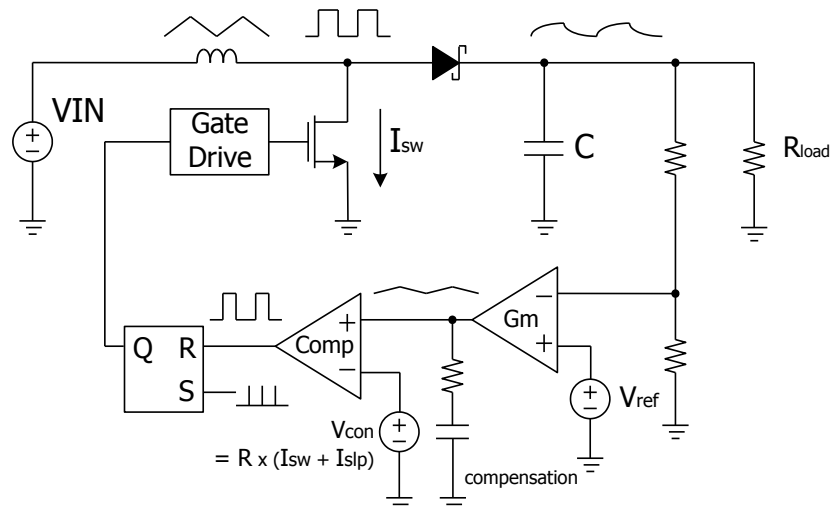 VIN
Gate
Drive
Isw
C
Rload
Q
R
S
Comp
+
−
Gm
−
+
Vref
Vcon
= R x (Isw + Islp)
compensation